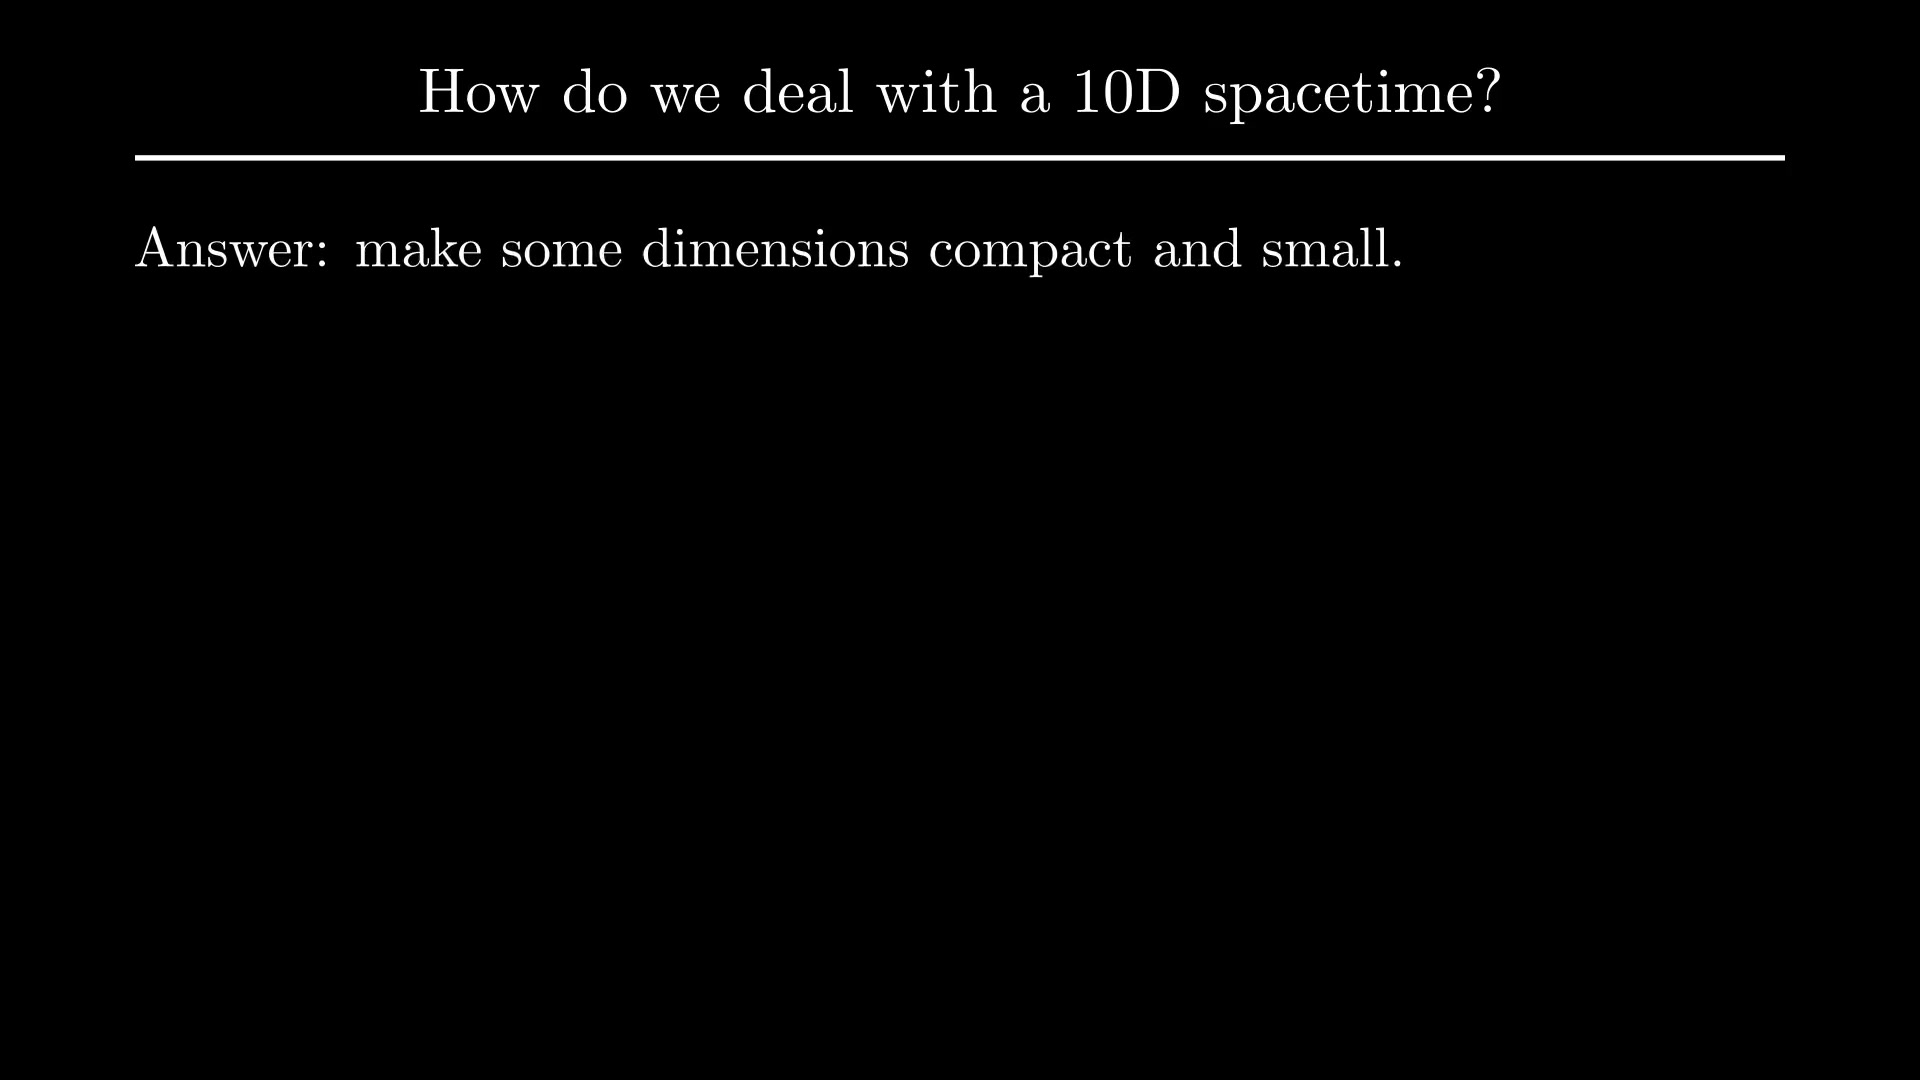 How do we deal with a 10D spacetime?
Answer: make some dimensions compact and small.